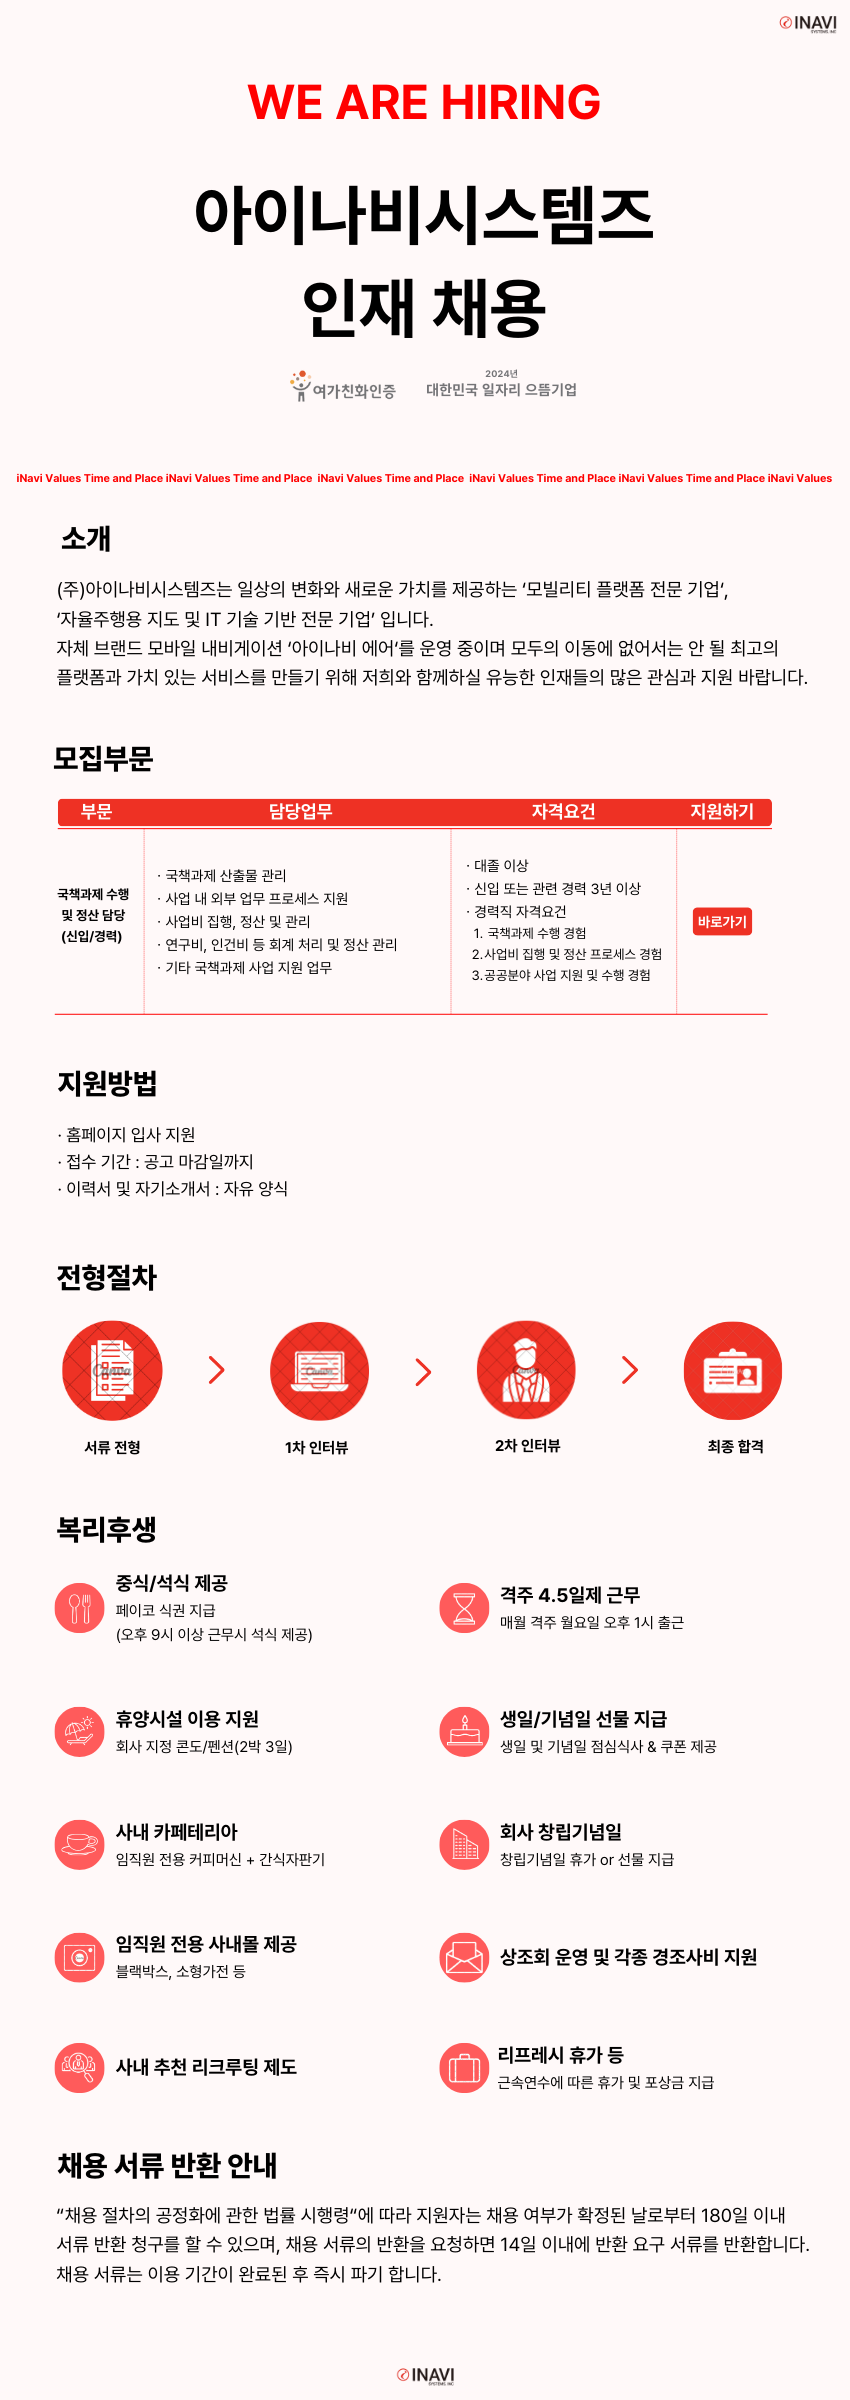 INAVI
SYSTEMS INC
WE ARE HIRING
아이나비시스템즈
인재 채용
여가친화인증
2024년
대한민국 일자리 으뜸기업
iNavi Values Time and Place iNavi Values Time and Place iNavi Values Time and Place iNavi Values Time and Place iNavi Values Time and Place iNavi Values
소개
(주)아이나비시스템즈는 일상의 변화와 새로운 가치를 제공하는 ‘모빌리티 플랫폼 전문 기업‘,
‘자율주행용 지도 및 IT 기술 기반 전문 기업’ 입니다.
자체 브랜드 모바일 내비게이션 ‘아이나비 에어‘를 운영 중이며 모두의 이동에 없어서는 안 될 최고의
플랫폼과 가치 있는 서비스를 만들기 위해 저희와 함께하실 유능한 인재들의 많은 관심과 지원 바랍니다.
모집부문
부문 담당업무 자격요건 지원하기
국책과제 수행
및 정산 담당
(신입/경력)
· 국책과제 산출물 관리
· 사업 내 외부 업무 프로세스 지원
· 사업비 집행, 정산 및 관리
· 연구비, 인건비 등 회계 처리 및 정산 관리
· 기타 국책과제 사업 지원 업무
· 대졸 이상
· 신입 또는 관련 경력 3년 이상
· 경력직 자격요건
1. 국책과제 수행 경험
2.사업비 집행 및 정산 프로세스 경험
3.공공분야 사업 지원 및 수행 경험
바로가기
지원방법
· 홈페이지 입사 지원
· 접수 기간 : 공고 마감일까지
· 이력서 및 자기소개서 : 자유 양식
전형절차
Canva
서류 전형
1차 인터뷰
2차 인터뷰
최종 합격
복리후생
중식/석식 제공
페이코 식권 지급
(오후 9시 이상 근무시 석식 제공)
격주 4.5일제 근무
매월 격주 월요일 오후 1시 출근
휴양시설 이용 지원
회사 지정 콘도/펜션(2박 3일)
생일/기념일 선물 지급
생일 및 기념일 점심식사 & 쿠폰 제공
사내 카페테리아
임직원 전용 커피머신 + 간식자판기
회사 창립기념일
창립기념일 휴가 or 선물 지급
임직원 전용 사내몰 제공
블랙박스, 소형가전 등
상조회 운영 및 각종 경조사비 지원
사내 추천 리크루팅 제도
리프레시 휴가 등
근속연수에 따른 휴가 및 포상금 지급
채용 서류 반환 안내
“채용 절차의 공정화에 관한 법률 시행령“에 따라 지원자는 채용 여부가 확정된 날로부터 180일 이내
서류 반환 청구를 할 수 있으며, 채용 서류의 반환을 요청하면 14일 이내에 반환 요구 서류를 반환합니다.
채용 서류는 이용 기간이 완료된 후 즉시 파기 합니다.
INAVI
SYSTEMS INC